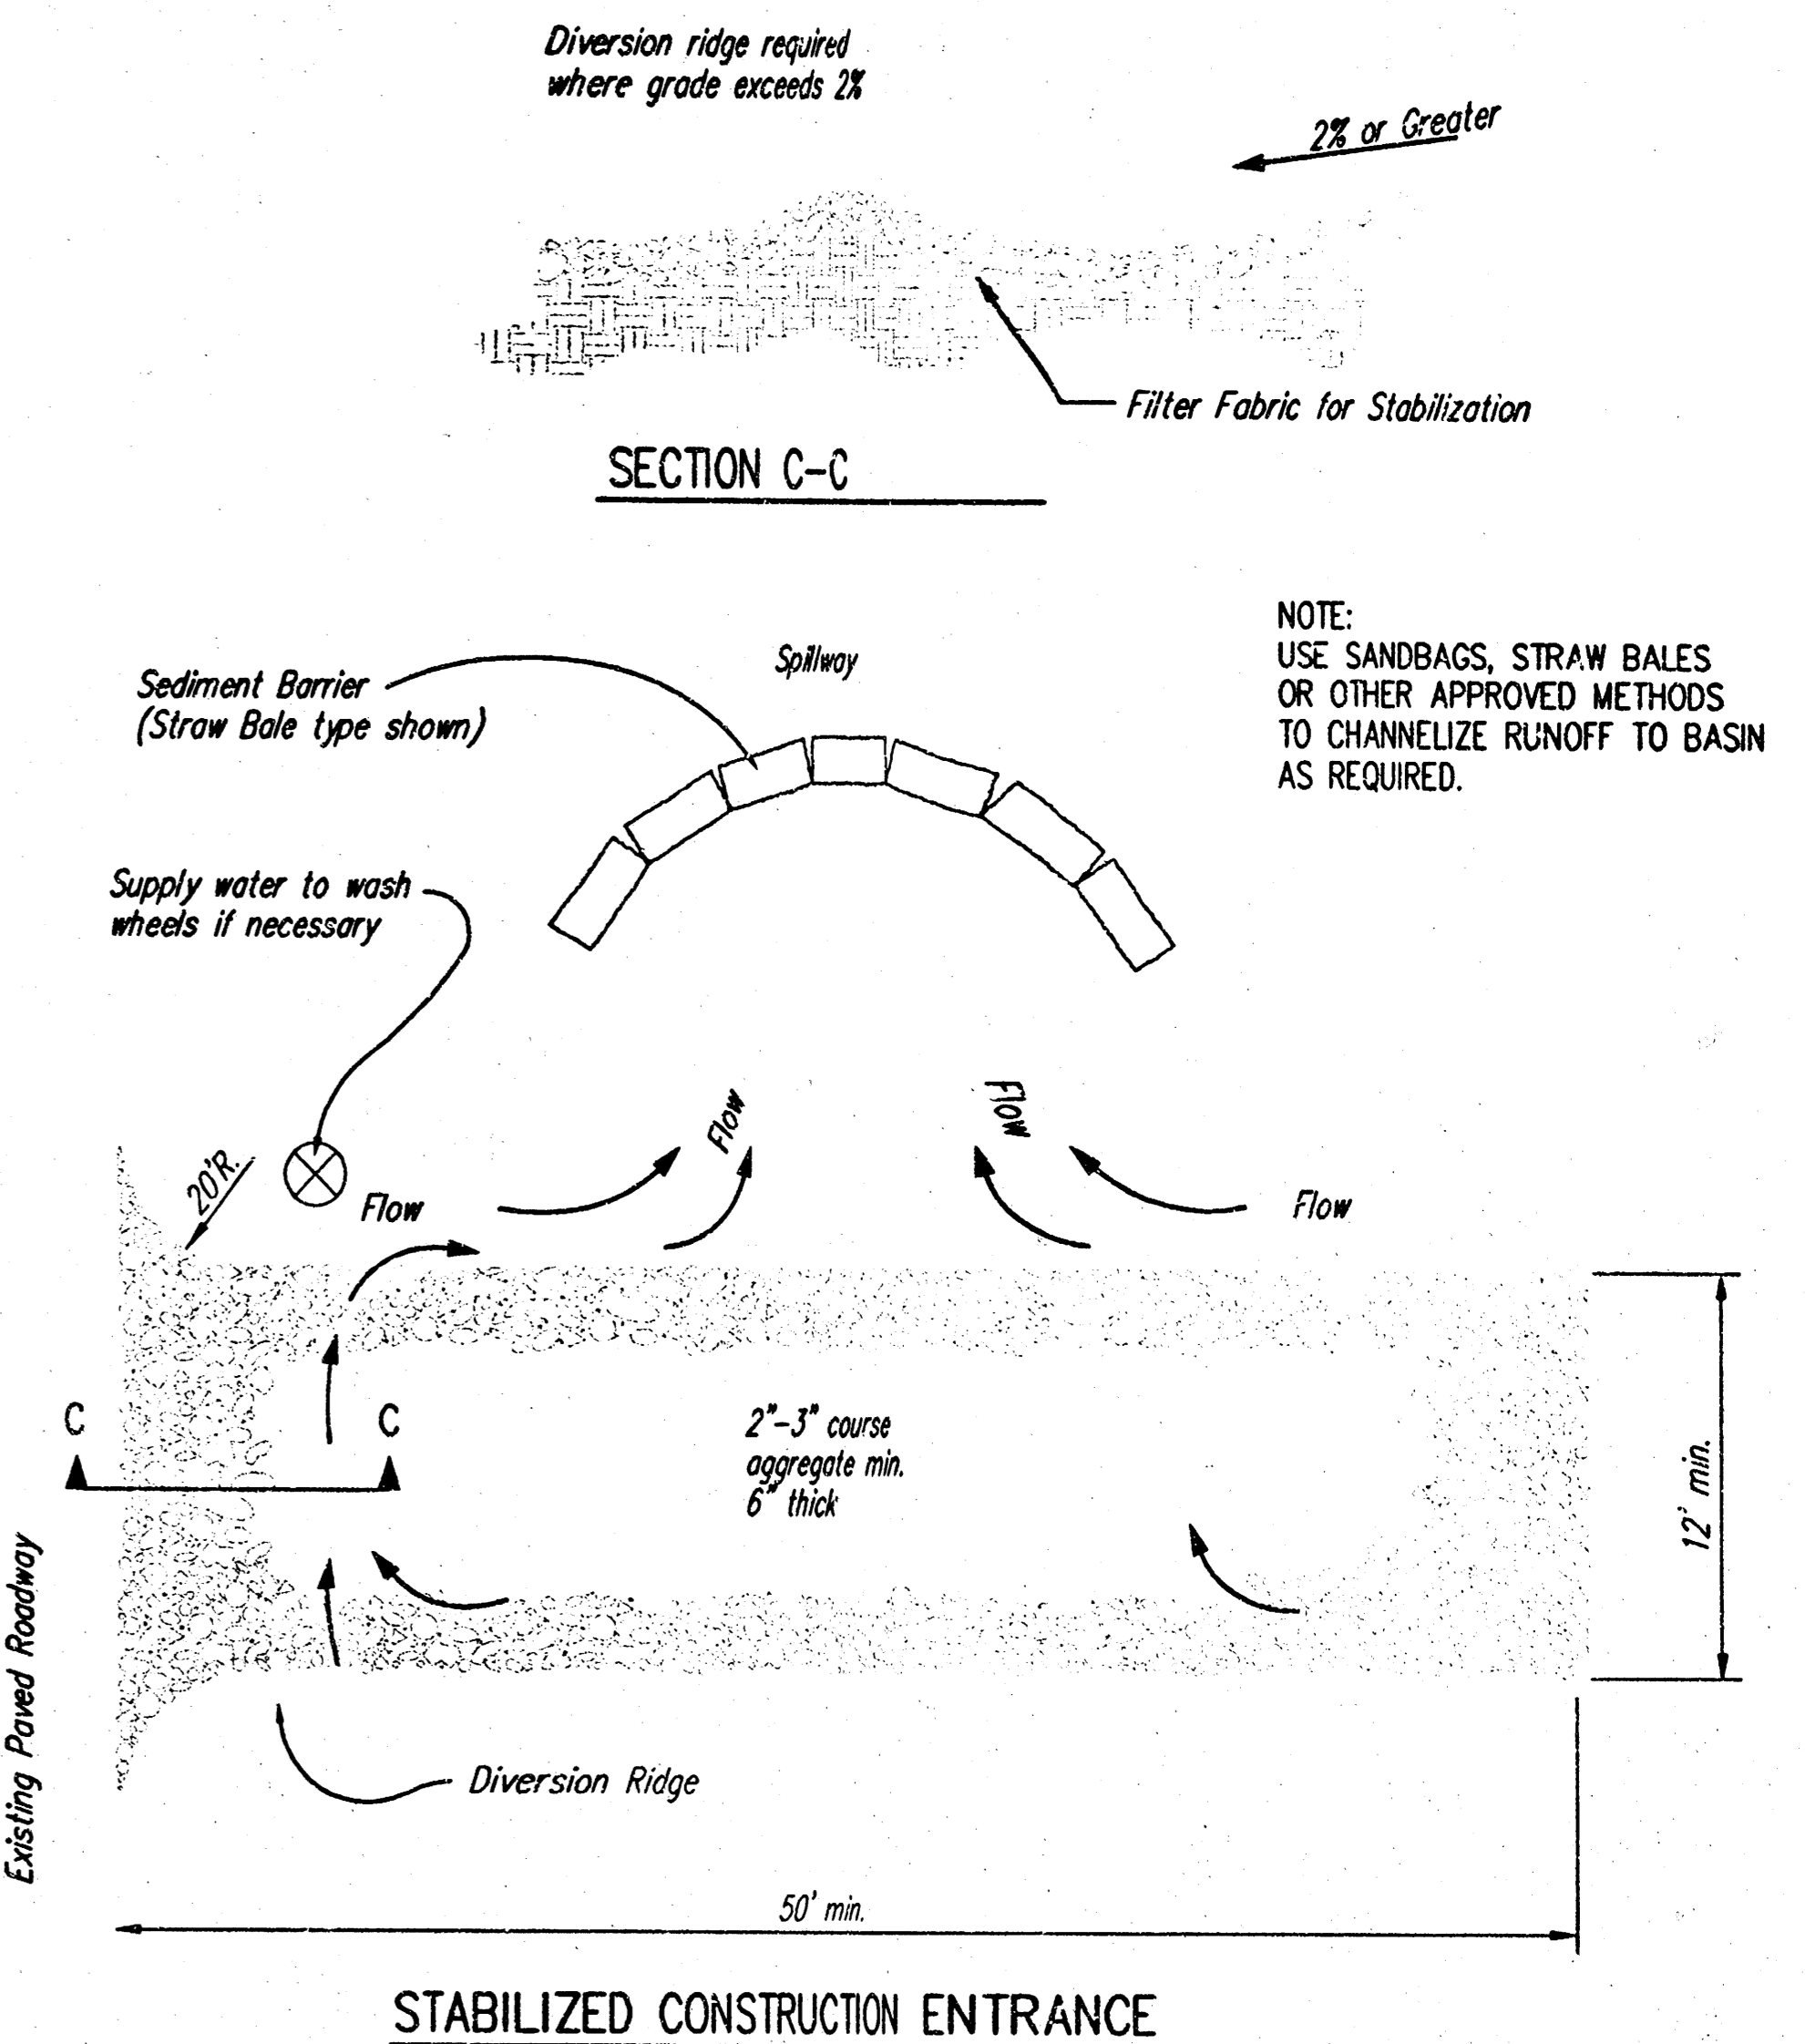 Diversion ridge required
where grade exceeds 2%
2% or Greater
Filter Fabric for Stabilization
SECTION C-C
NOTE:
USE SANDBAGS, STRAW BALES
OR OTHER APPROVED METHODS
TO CHANNELIZE RUNOFF TO BASIN
AS REQUIRED.
Spillway
Sediment Barrier
(Straw Bale type shown)
Supply water to wash
wheels if necessary
Flow
Flow
20'R.
Flow
Flow
C
C
2"-3" course
aggregate min.
6" thick
12' min.
Existing Paved Roadway
Diversion Ridge
50' min.
STABILIZED CONSTRUCTION ENTRANCE